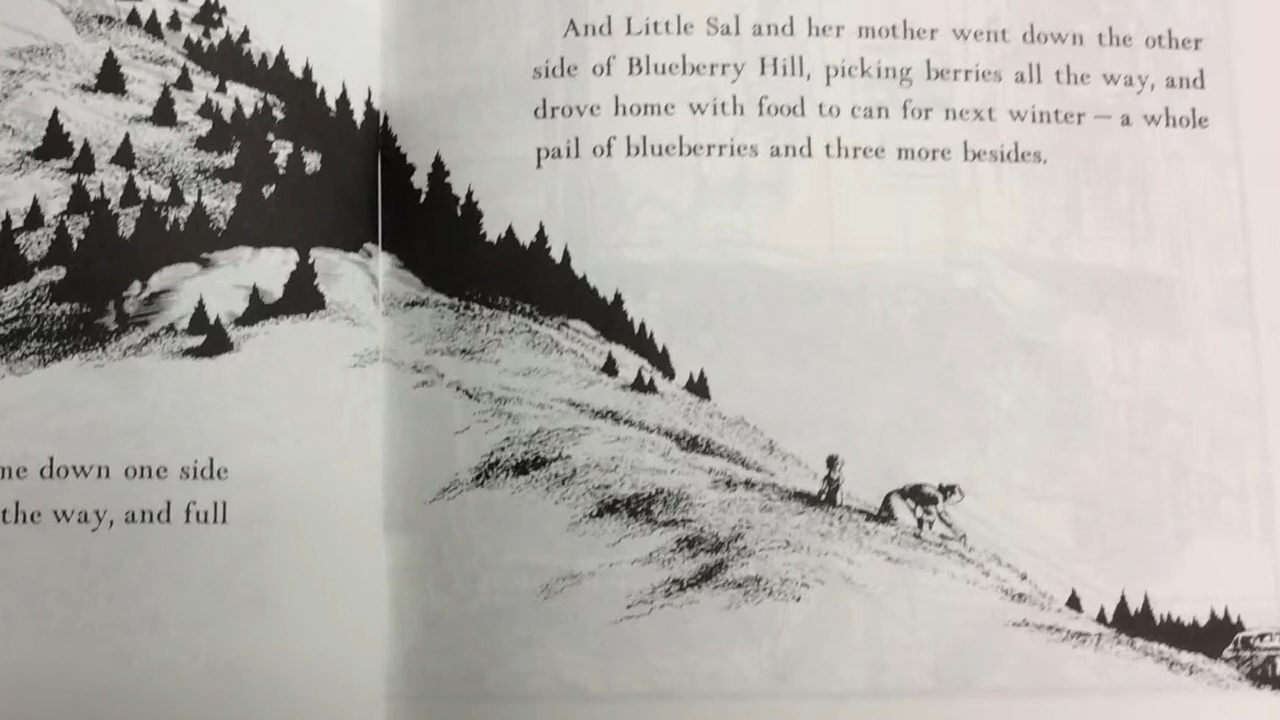 me down one side
the way, and full
And Little Sal and her mother went down the other
side of Blueberry Hill, picking berries all the way, and
drove home with food to can for next winter — a whole
pail of blueberries and three more besides.